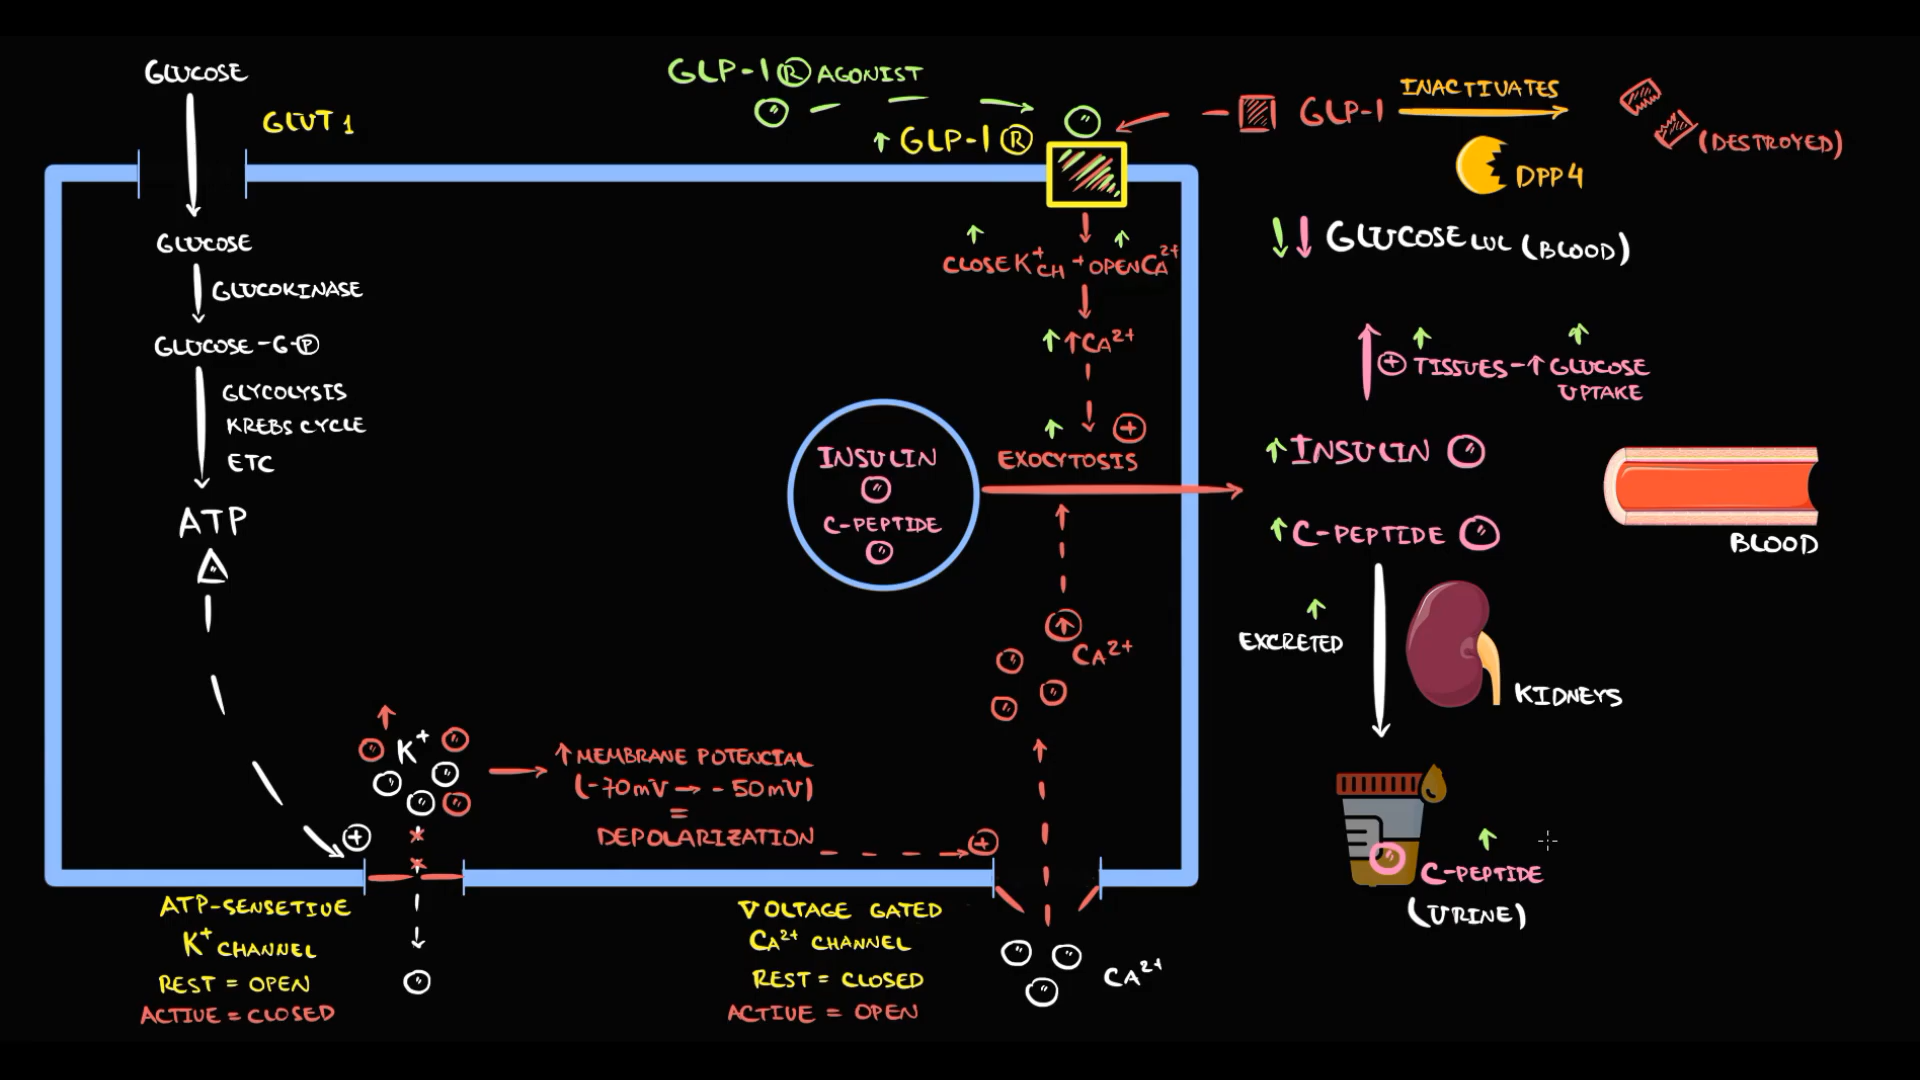 GLUCOSE
GLUT 1
GLUCOSE
GLUCOKINASE
GLUCOSE-6-P
GLYCOLYSIS
KREBS CYCLE
ETC
ATP
K+
↑ MEMBRANE POTENCIAL
(-70mV → - 50mV)
=
DEPOLARIZATION
ATP-SENSETIVE
K+ CHANNEL
REST = OPEN
ACTIVE = CLOSED
VOLTAGE GATED
CA2+ CHANNEL
REST = CLOSED
ACTIVE = OPEN
CA2+
CA2+
GLP-1 R AGONIST
↑ GLP-1 R
CLOSE K+ CH + OPEN CA2+
↑↑ CA2+
EXOCYTOSIS
INSULIN
C-PEPTIDE
GLP-1
INACTIVATES
DPP4
(DESTROYED)
↓↓ GLUCOSE LVL (BLOOD)
+ TISSUES - ↑ GLUCOSE
UPTAKE
↑ INSULIN
↑ C-PEPTIDE
BLOOD
EXCRETED
KIDNEYS
C-PEPTIDE
(URINE)